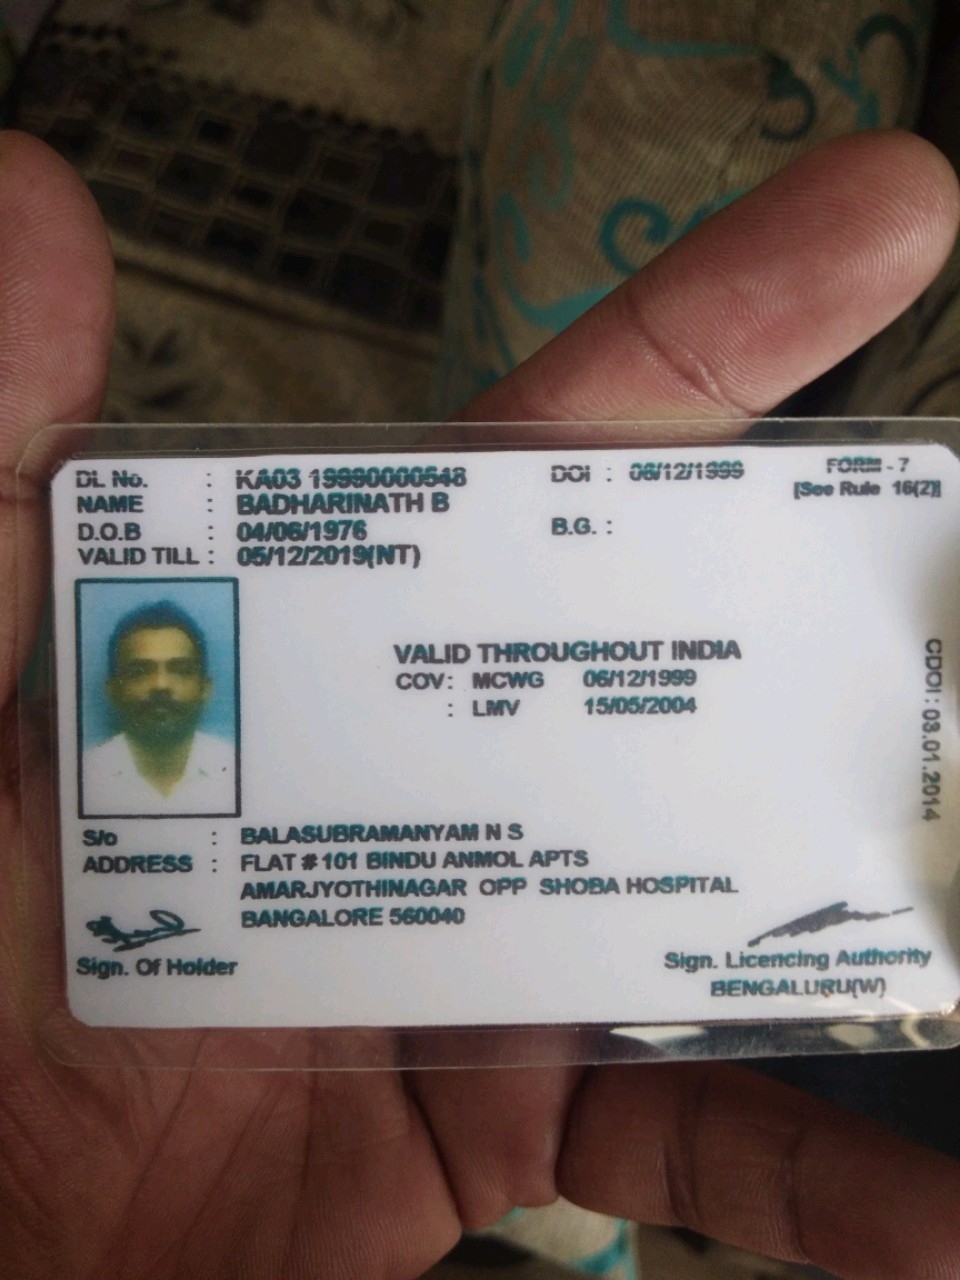 DL No. : KA03 19990000548 DOI : 06/12/1999 FORM - 7
NAME : BADHARINATH B [See Rule 16(2)]
D.O.B : 04/06/1976 B.G. :
VALID TILL : 05/12/2019(NT)
VALID THROUGHOUT INDIA
COV: MCWG 06/12/1999
: LMV 15/05/2004
CDOI: 03.01.2014
S/o : BALASUBRAMANYAM N S
ADDRESS : FLAT # 101 BINDU ANMOL APTS
AMARJYOTHINAGAR OPP SHOBA HOSPITAL
BANGALORE 560040
Sign. Of Holder
Sign. Licencing Authority
BENGALURU(W)